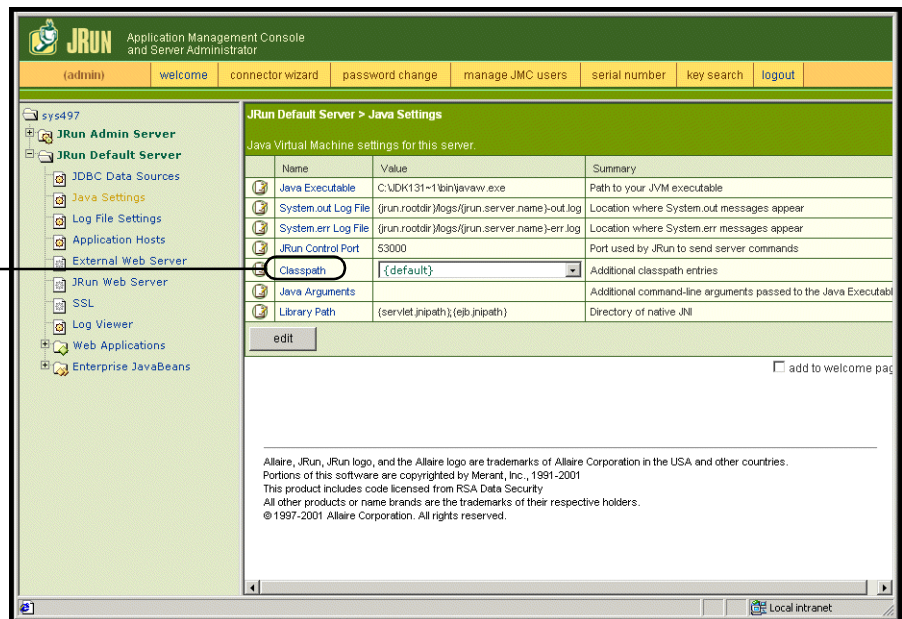 JRUN Application Management Console
and Server Administrator
(admin) welcome connector wizard password change manage JMC users serial number key search logout
sys497
JRun Admin Server
JRun Default Server
JDBC Data Sources
Java Settings
Log File Settings
Application Hosts
External Web Server
JRun Web Server
SSL
Log Viewer
Web Applications
Enterprise JavaBeans
JRun Default Server > Java Settings
Java Virtual Machine settings for this server.
Name Value Summary
Java Executable C:\JDK131~1\bin\javaw.exe Path to your JVM executable
System.out Log File {jrun.rootdir}/logs/{jrun.server.name}-out.log Location where System.out messages appear
System.err Log File {jrun.rootdir}/logs/{jrun.server.name}-err.log Location where System.err messages appear
JRun Control Port 53000 Port used by JRun to send server commands
Classpath {default} Additional classpath entries
Java Arguments Additional command-line arguments passed to the Java Executabl
Library Path {servlet.jnipath};{ejb.jnipath} Directory of native JNI
edit
add to welcome pag
Allaire, JRun, JRun logo, and the Allaire logo are trademarks of Allaire Corporation in the USA and other countries.
Portions of this software are copyrighted by Merant, Inc., 1991-2001
This product includes code licensed from RSA Data Security
All other products or name brands are the trademarks of their respective holders.
© 1997-2001 Allaire Corporation. All rights reserved.
Local intranet